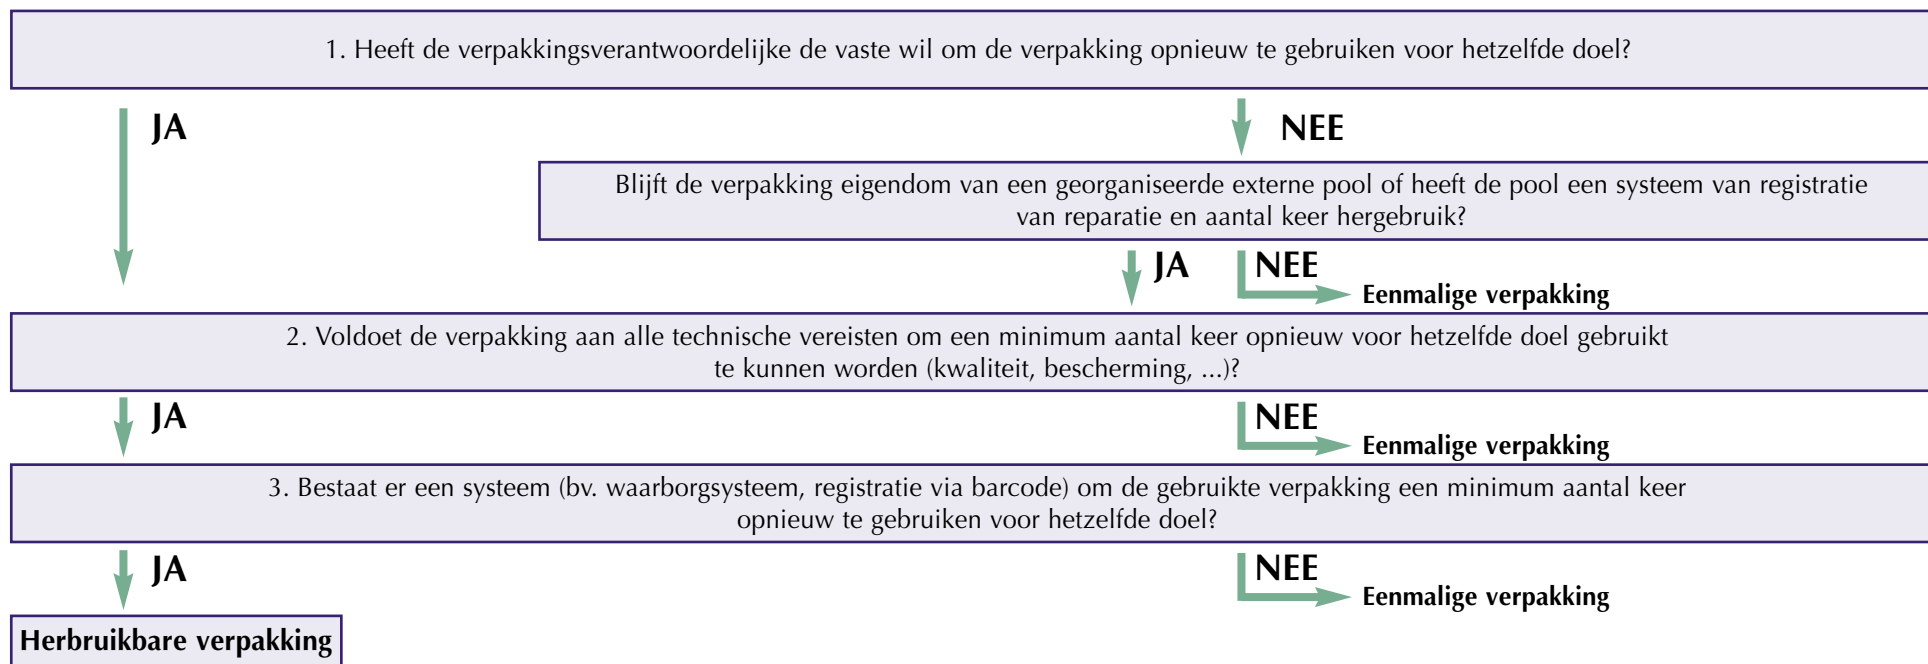 1. Heeft de verpakkingsverantwoordelijke de vaste wil om de verpakking opnieuw te gebruiken voor hetzelfde doel?
JA
NEE
Blijft de verpakking eigendom van een georganiseerde externe pool of heeft de pool een systeem van registratie
van reparatie en aantal keer hergebruik?
JA
NEE
Eenmalige verpakking
2. Voldoet de verpakking aan alle technische vereisten om een minimum aantal keer opnieuw voor hetzelfde doel gebruikt
te kunnen worden (kwaliteit, bescherming, ...)?
JA
NEE
Eenmalige verpakking
3. Bestaat er een systeem (bv. waarborgsysteem, registratie via barcode) om de gebruikte verpakking een minimum aantal keer
opnieuw te gebruiken voor hetzelfde doel?
JA
NEE
Eenmalige verpakking
Herbruikbare verpakking